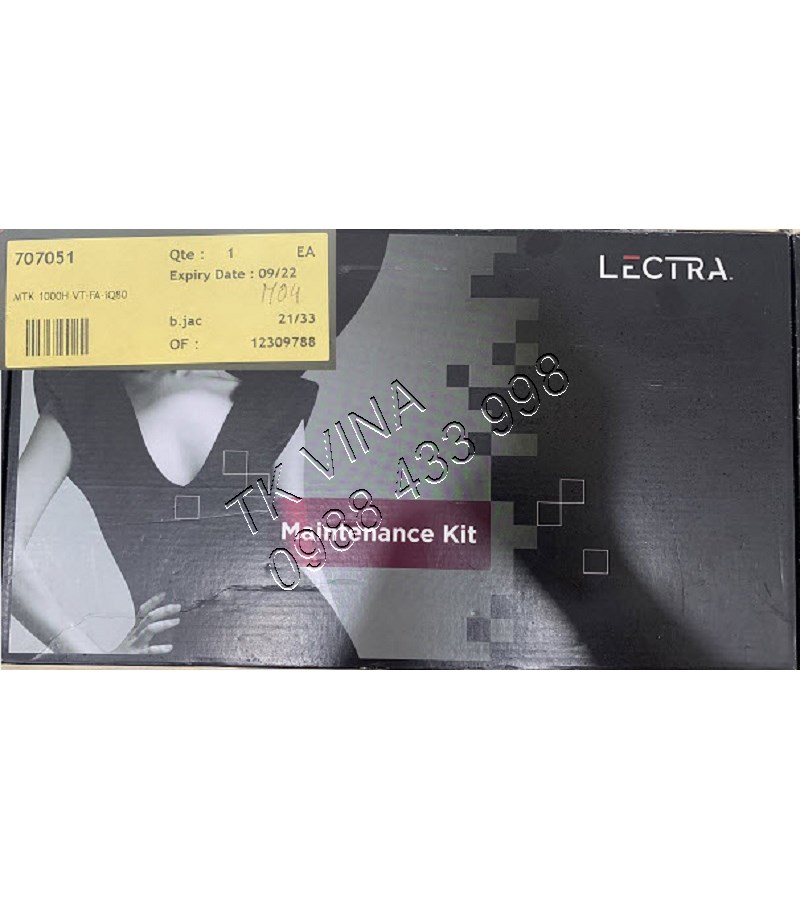 707051
Qte : 1 EA
Expiry Date : 09/22
M04
MTK 1000H VT-FA-IQ80
b.jac 21/33
OF : 12309788
LECTRA
TK VINA
0988 433 998
Maintenance Kit